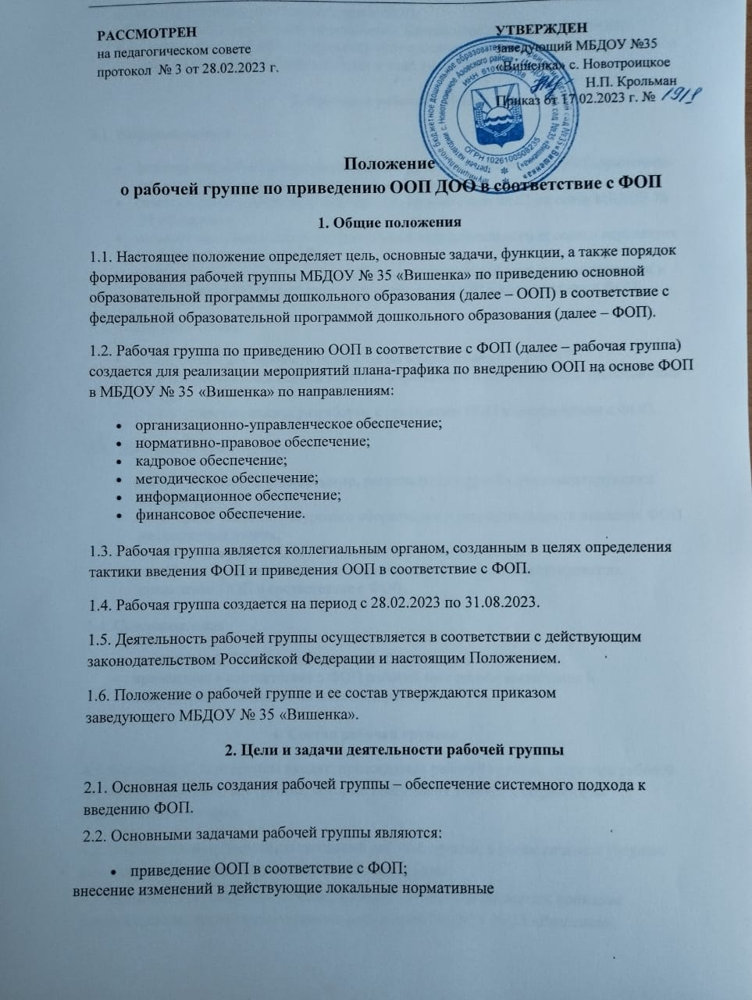 РАССМОТРЕН
на педагогическом совете
протокол № 3 от 28.02.2023 г.
УТВЕРЖДЕН
заведующий МБДОУ №35
«Вишенка» с. Новотроицкое
Н.П. Крольман
Приказ от 17.02.2023 г. №
ОГРН 1026100508235
Положение
о рабочей группе по приведению ООП ДОО в соответствие с ФОП
1. Общие положения
1.1. Настоящее положение определяет цель, основные задачи, функции, а также порядок
формирования рабочей группы МБДОУ № 35 «Вишенка» по приведению основной
образовательной программы дошкольного образования (далее – ООП) в соответствие с
федеральной образовательной программой дошкольного образования (далее – ФОП).
1.2. Рабочая группа по приведению ООП в соответствие с ФОП (далее – рабочая группа)
создается для реализации мероприятий плана-графика по внедрению ООП на основе ФОП
в МБДОУ № 35 «Вишенка» по направлениям:
• организационно-управленческое обеспечение;
• нормативно-правовое обеспечение;
• кадровое обеспечение;
• методическое обеспечение;
• информационное обеспечение;
• финансовое обеспечение.
1.3. Рабочая группа является коллегиальным органом, созданным в целях определения
тактики введения ФОП и приведения ООП в соответствие с ФОП.
1.4. Рабочая группа создается на период с 28.02.2023 по 31.08.2023.
1.5. Деятельность рабочей группы осуществляется в соответствии с действующим
законодательством Российской Федерации и настоящим Положением.
1.6. Положение о рабочей группе и ее состав утверждаются приказом
заведующего МБДОУ № 35 «Вишенка».
2. Цели и задачи деятельности рабочей группы
2.1. Основная цель создания рабочей группы – обеспечение системного подхода к
введению ФОП.
2.2. Основными задачами рабочей группы являются:
• приведение ООП в соответствие с ФОП;
внесение изменений в действующие локальные нормативные